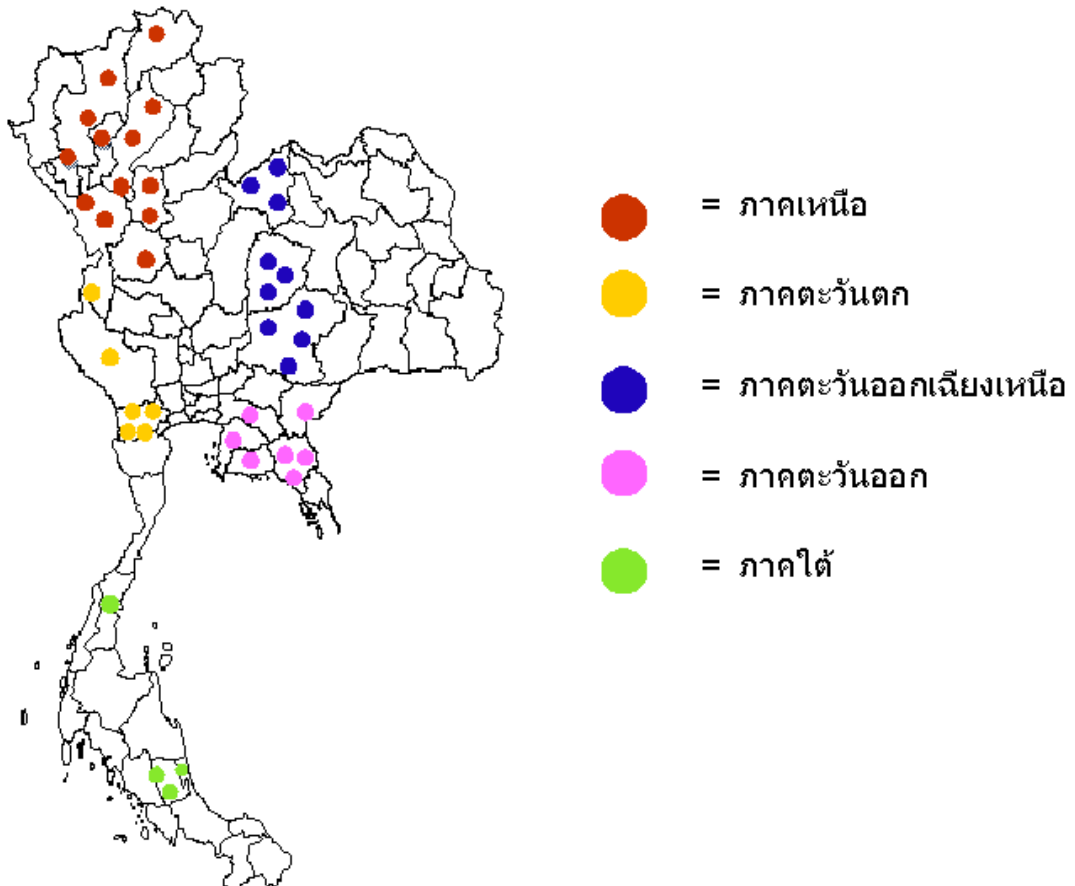 = ภาคเหนือ
= ภาคตะวันตก
= ภาคตะวันออกเฉียงเหนือ
= ภาคตะวันออก
= ภาคใต้